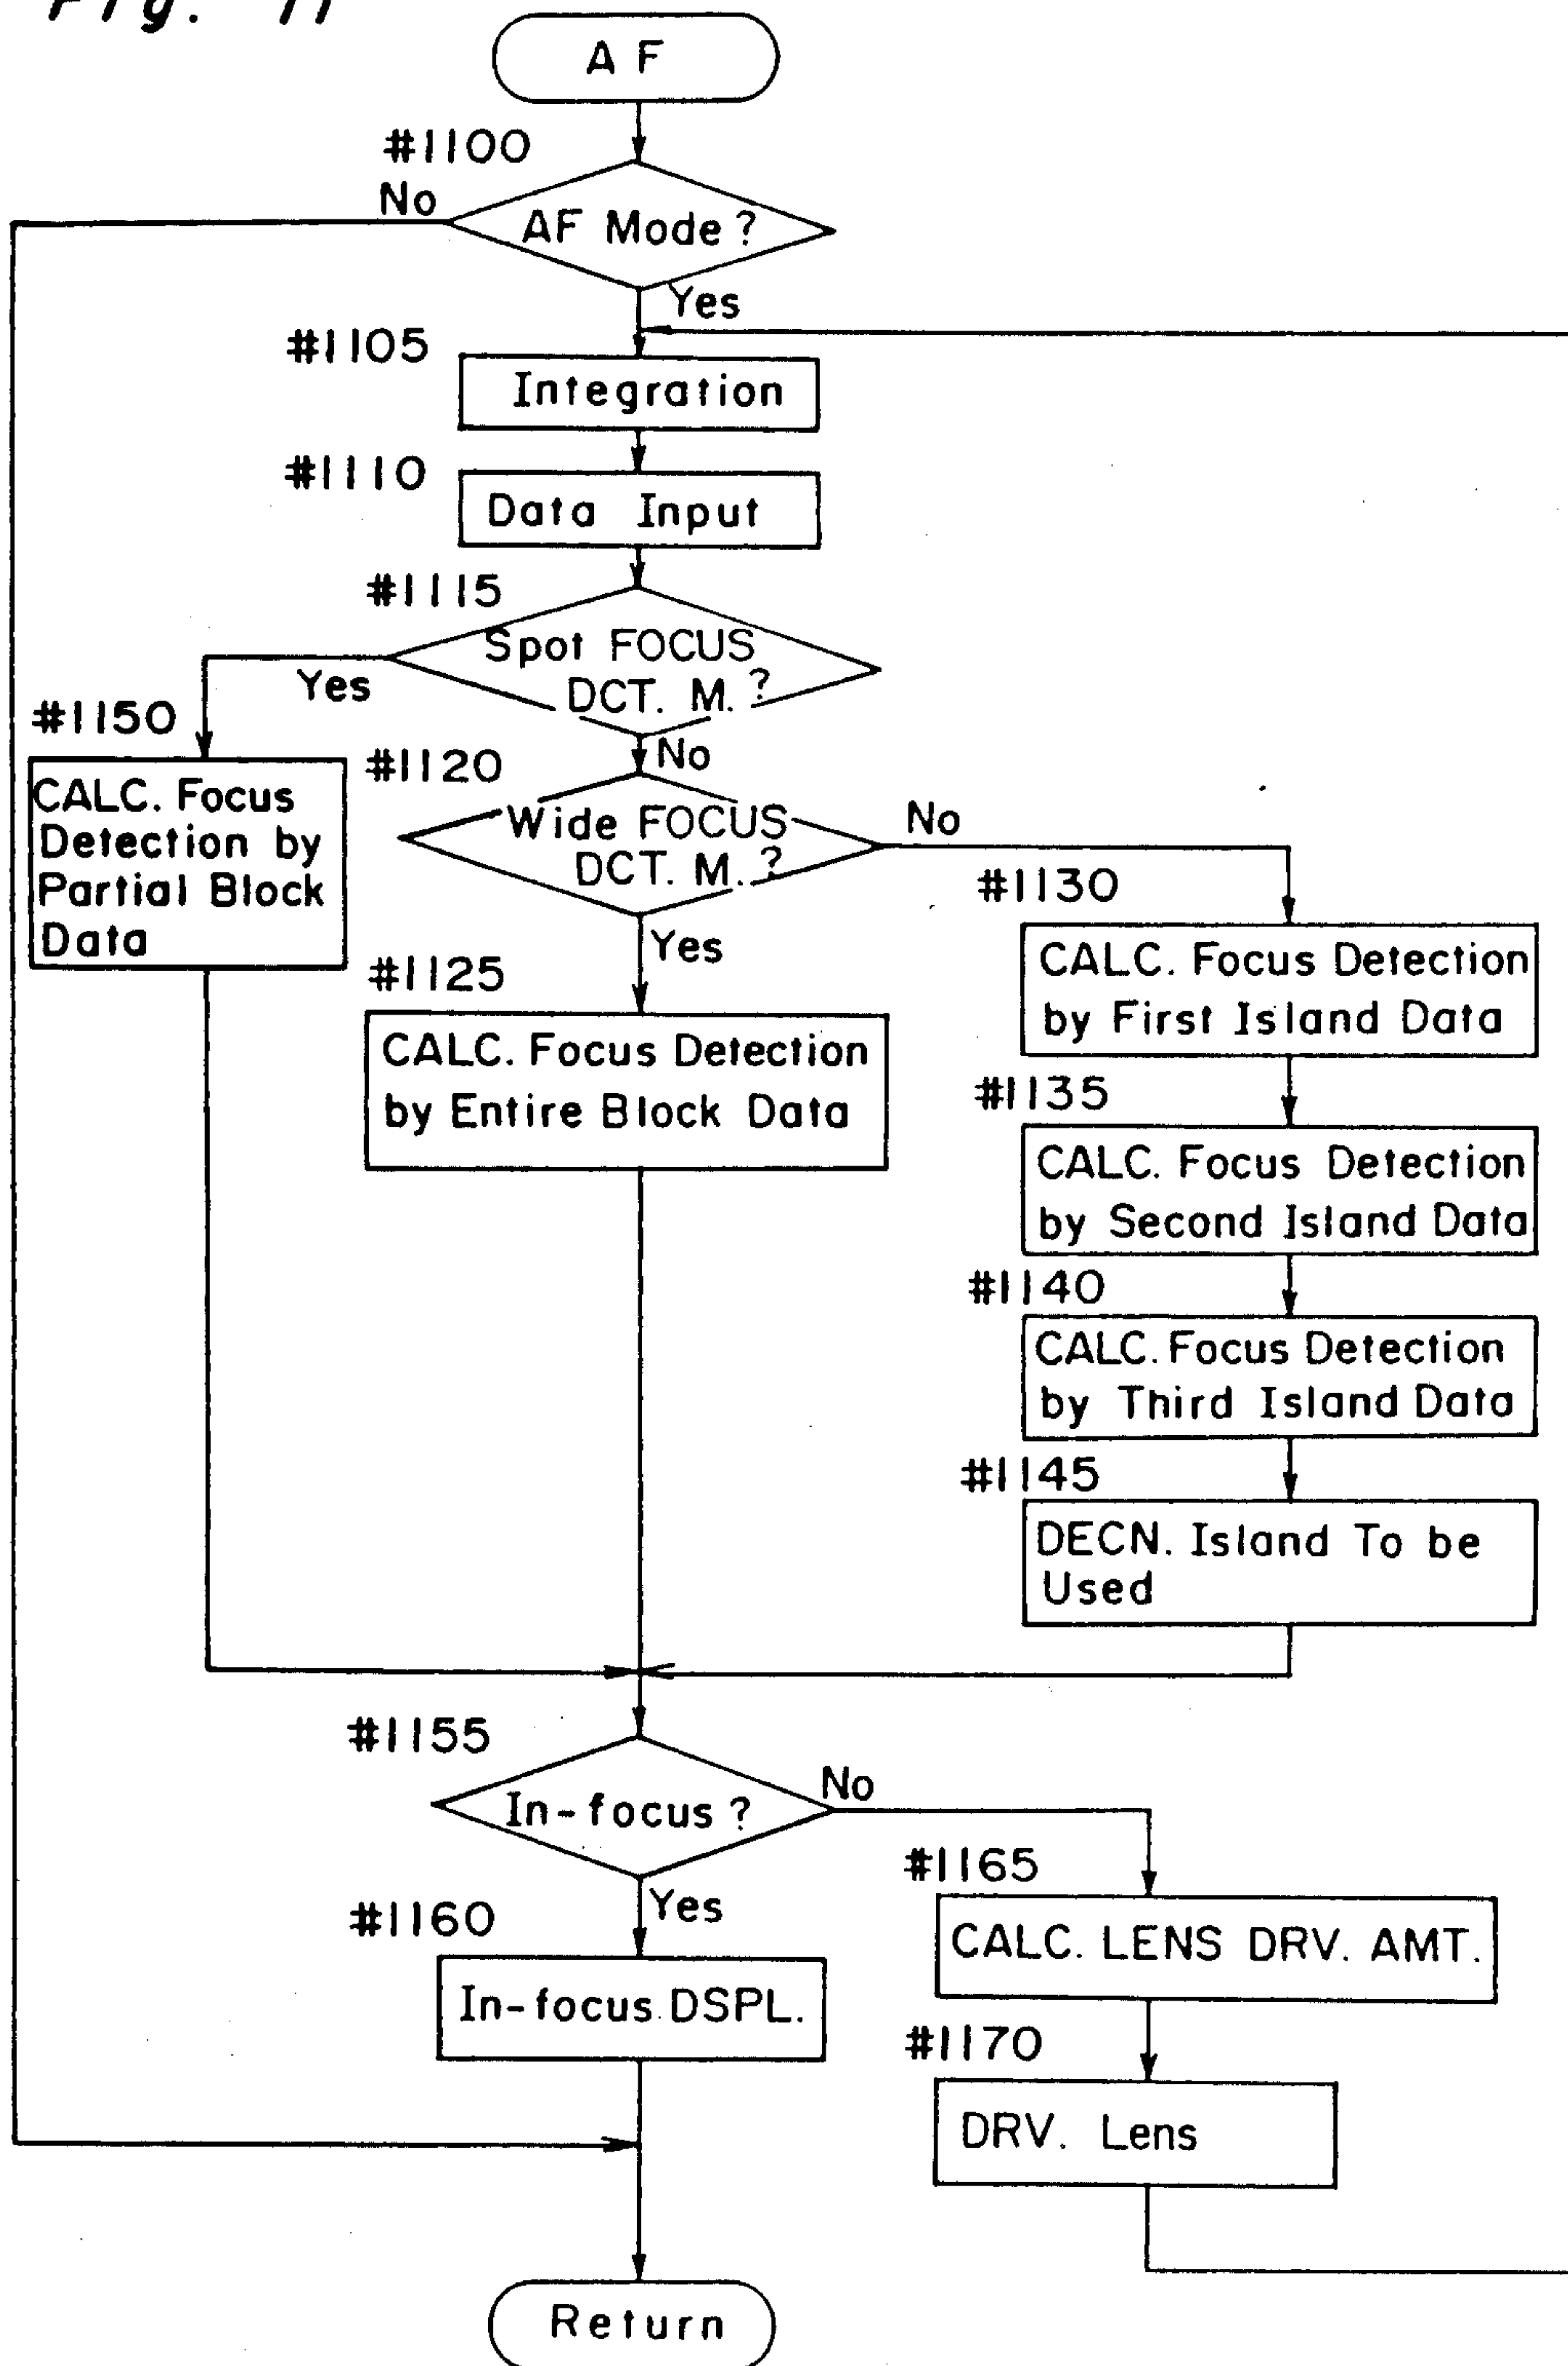 Fig. 11
AF
#1100
No
AF Mode?
Yes
#1105
Integration
#1110
Data Input
#1115
Spot FOCUS
DCT. M.?
Yes
No
#1150
CALC. Focus
Detection by
Partial Block
Data
#1120
Wide FOCUS
DCT. M.?
No
Yes
#1125
CALC. Focus Detection
by Entire Block Data
#1130
CALC. Focus Detection
by First Island Data
#1135
CALC. Focus Detection
by Second Island Data
#1140
CALC. Focus Detection
by Third Island Data
#1145
DECN. Island To be
Used
#1155
In-focus?
No
Yes
#1160
In-focus DSPL.
#1165
CALC. LENS DRV. AMT.
#1170
DRV. Lens
Return